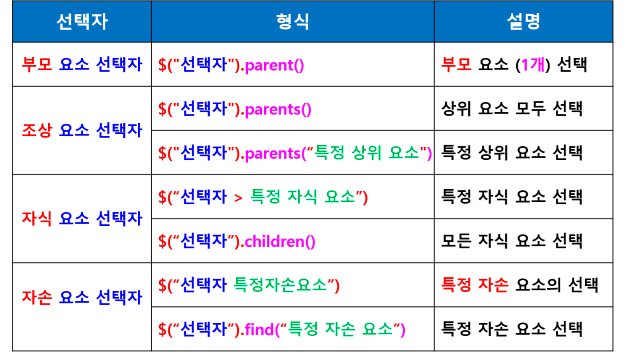 선택자 형식 설명
부모 요소 선택자 $("선택자").parent() 부모 요소 (1개) 선택
조상 요소 선택자
$("선택자").parents() 상위 요소 모두 선택
$("선택자").parents(“특정 상위 요소") 특정 상위 요소 선택
자식 요소 선택자
$(“선택자 > 특정 자식 요소”) 특정 자식 요소 선택
$(“선택자”).children() 모든 자식 요소 선택
자손 요소 선택자
$(“선택자 특정자손요소”) 특정 자손 요소의 선택
$(“선택자”).find(“특정 자손 요소”) 특정 자손 요소 선택